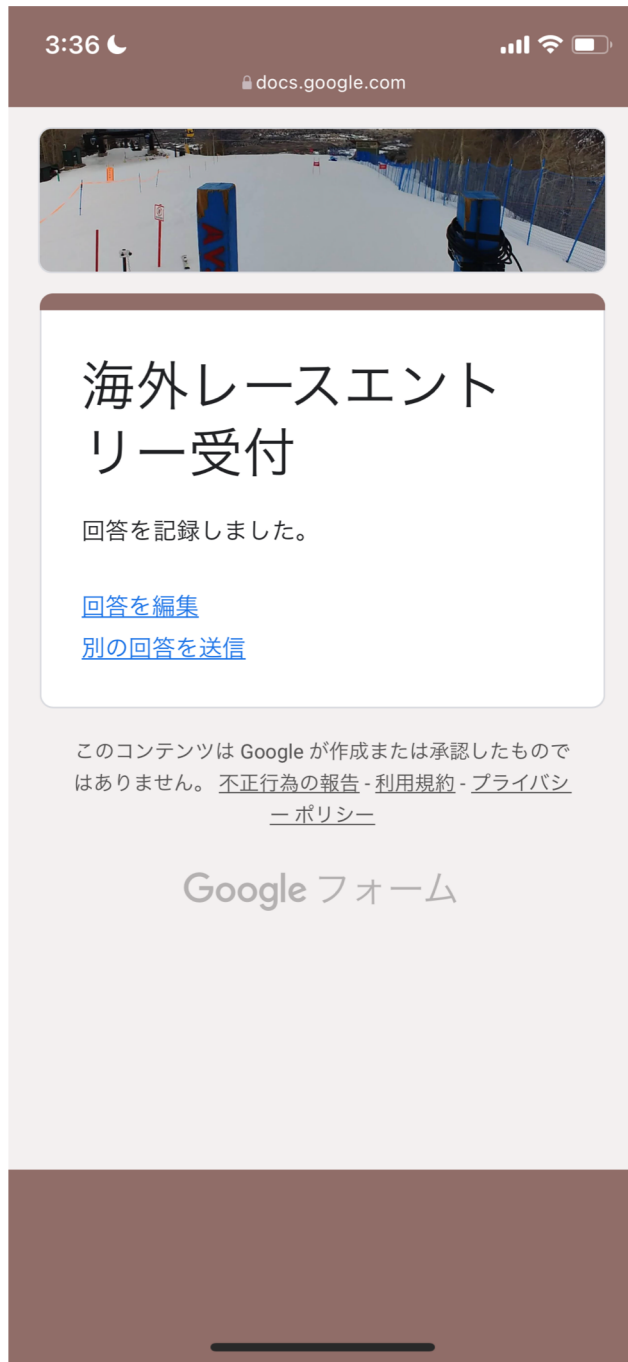 3:36
docs.google.com
海外レースエント
リー受付
回答を記録しました。
回答を編集
別の回答を送信
このコンテンツは Google が作成または承認したもので
はありません。 不正行為の報告 - 利用規約 - プライバシ
ー ポリシー
Google フォーム